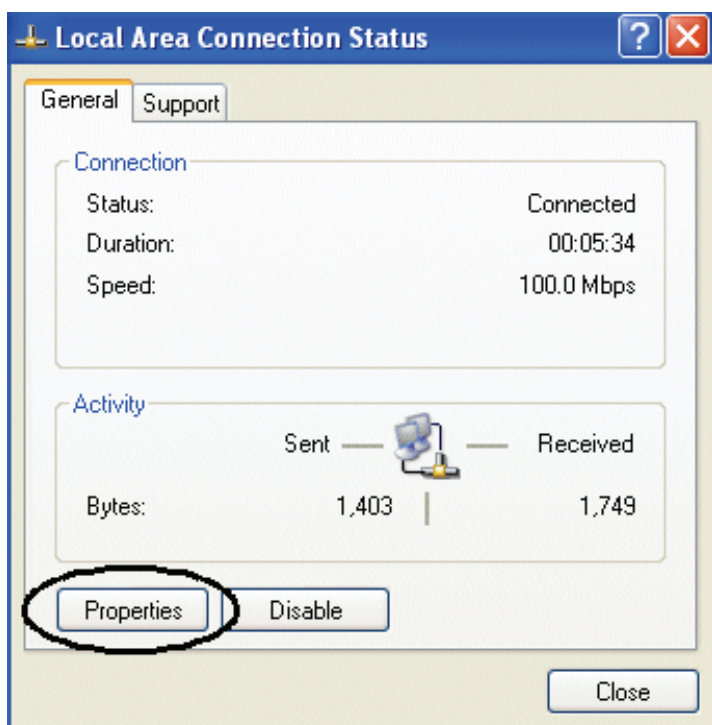 Local Area Connection Status
General Support
Connection
Status: Connected
Duration: 00:05:34
Speed: 100.0 Mbps
Activity
Sent Received
Bytes: 1,403 1,749
Properties Disable
Close